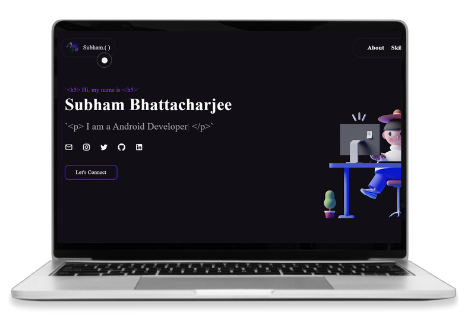 Subham.( )
About Skil
`<h5> Hi, my name is </h5>`
Subham Bhattacharjee
`<p> I am a Android Developer| </p>`
Let's Connect